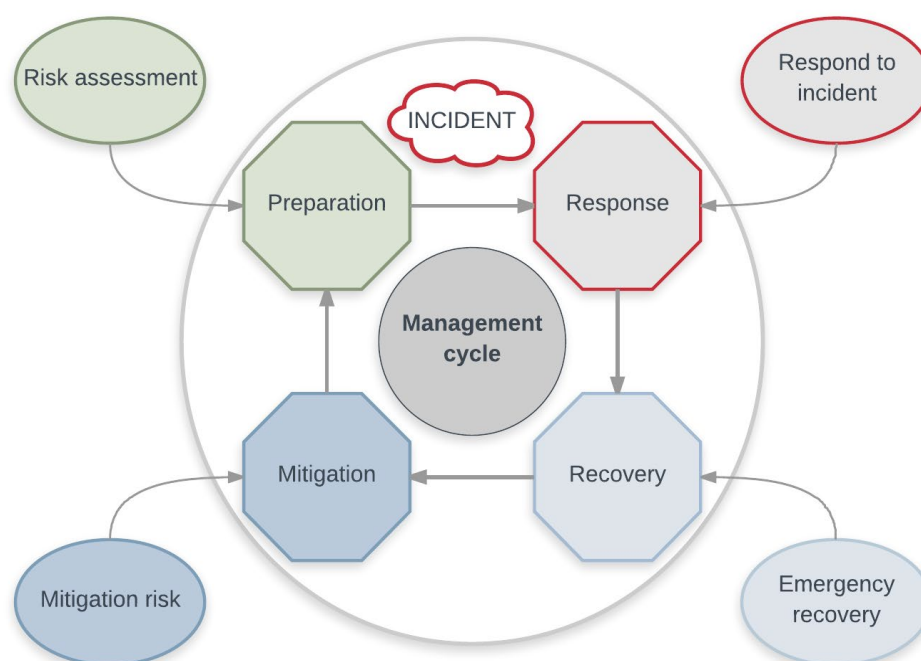 Risk assessment
INCIDENT
Respond to
incident
Preparation
Response
Management
cycle
Mitigation
Recovery
Mitigation risk
Emergency
recovery